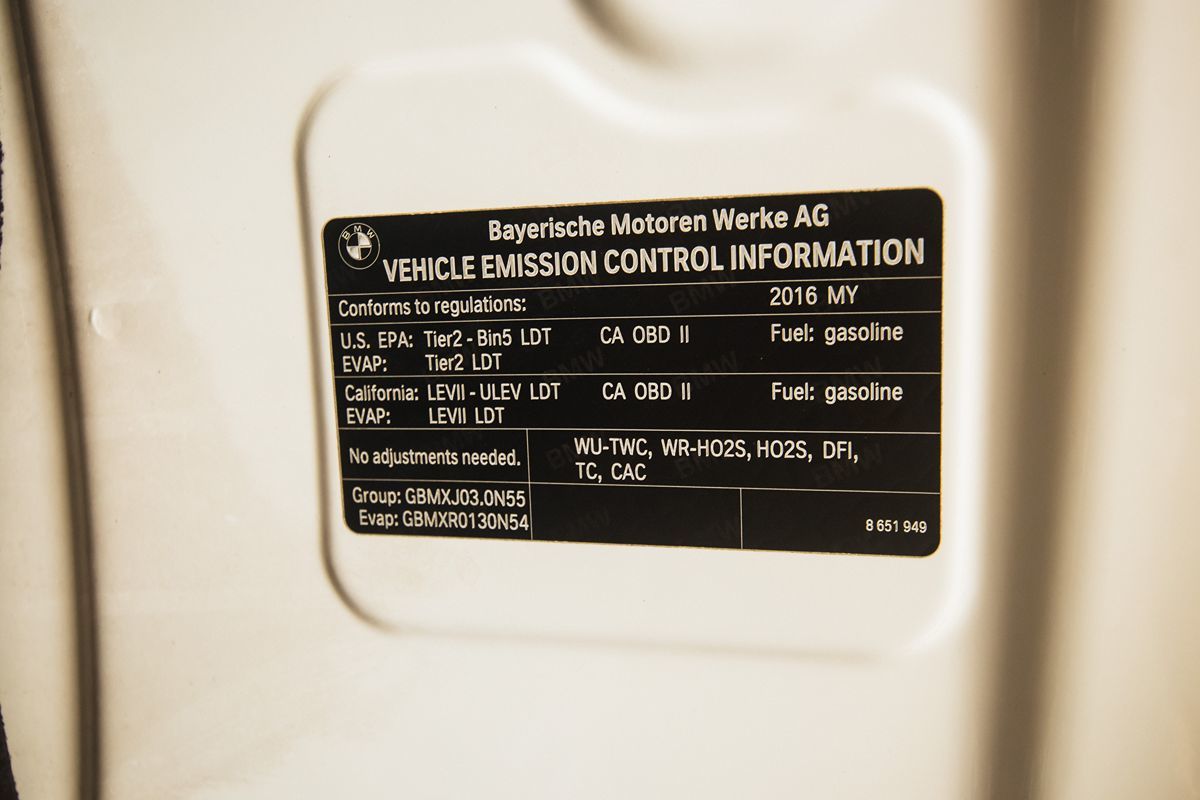 BMW
Bayerische Motoren Werke AG
VEHICLE EMISSION CONTROL INFORMATION
Conforms to regulations: 2016 MY
U.S. EPA: Tier2 - Bin5 LDT CA OBD II Fuel: gasoline
EVAP: Tier2 LDT
California: LEVII - ULEV LDT CA OBD II Fuel: gasoline
EVAP: LEVII LDT
No adjustments needed.
WU-TWC, WR-HO2S, HO2S, DFI,
TC, CAC
Group: GBMXJ03.0N55
Evap: GBMXR0130N54
8 651 949